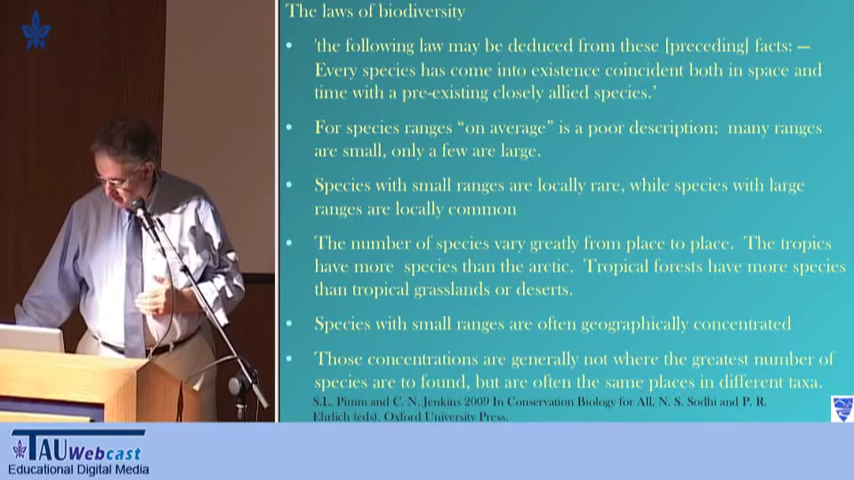 The laws of biodiversity
• 'the following law may be deduced from these [preceding] facts: —
Every species has come into existence coincident both in space and
time with a pre-existing closely allied species.'
• For species ranges “on average” is a poor description; many ranges
are small, only a few are large.
• Species with small ranges are locally rare, while species with large
ranges are locally common
• The number of species vary greatly from place to place. The tropics
have more species than the arctic. Tropical forests have more species
than tropical grasslands or deserts.
• Species with small ranges are often geographically concentrated
• Those concentrations are generally not where the greatest number of
species are to found, but are often the same places in different taxa.
S.L. Pimm and C. N. Jenkins 2009 In Conservation Biology for All, N. S. Sodhi and P. R.
Ehrlich (eds). Oxford University Press.
TAU Webcast
Educational Digital Media